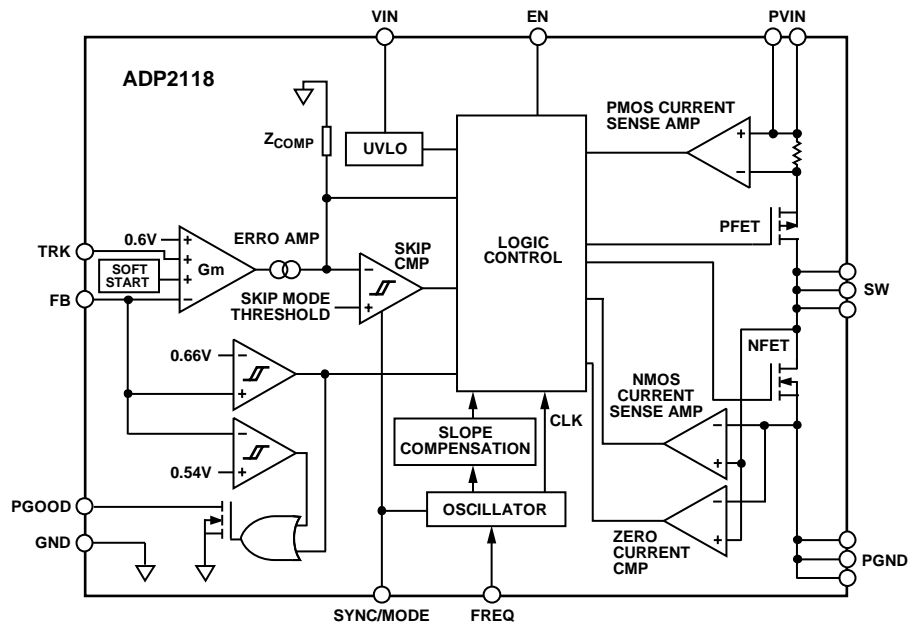 VIN
EN
PVIN
ADP2118
ZCOMP
UVLO
PMOS CURRENT
SENSE AMP
+
−
PFET
LOGIC
CONTROL
TRK
0.6V
+
+
+
−
Gm
ERRO AMP
SOFT
START
FB
SKIP
CMP
−
+
SKIP MODE
THRESHOLD
SW
NFET
0.66V
−
+
NMOS
CURRENT
SENSE AMP
−
+
CLK
SLOPE
COMPENSATION
−
0.54V
+
PGOOD
OSCILLATOR
−
+
ZERO
CURRENT
CMP
GND
PGND
SYNC/MODE
FREQ